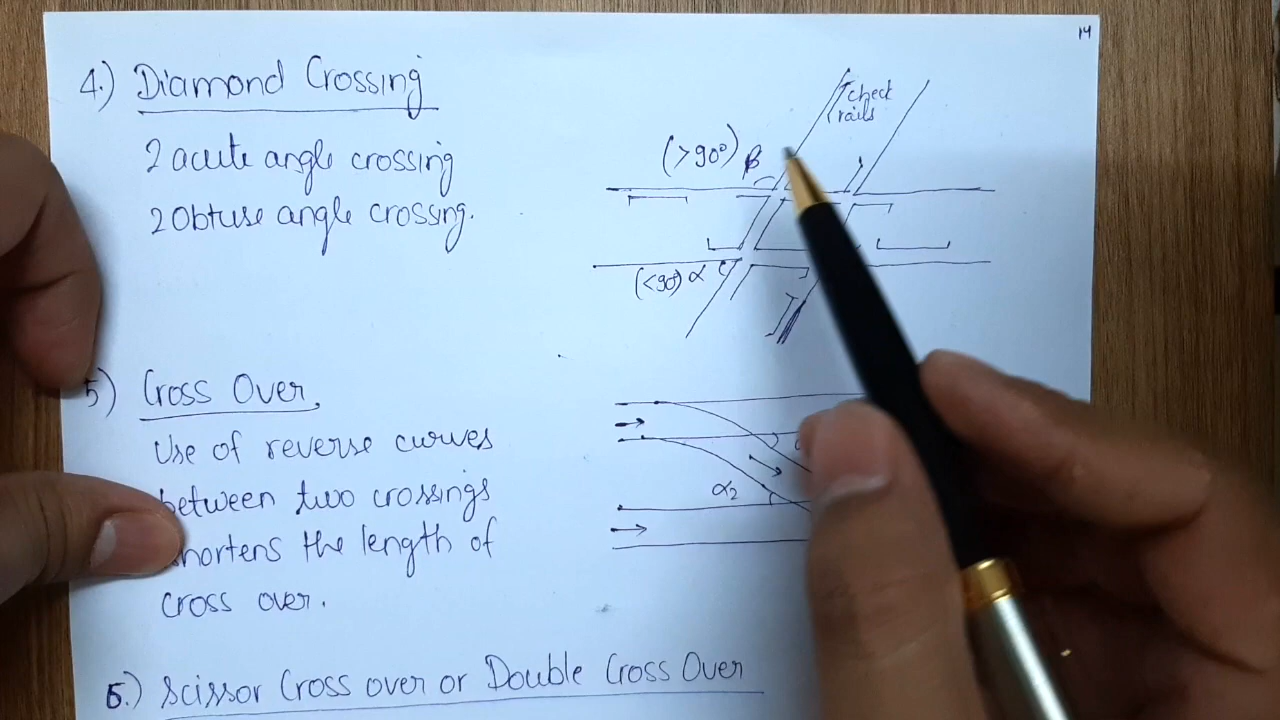 14
4.) Diamond Crossing
2 acute angle crossing
2 Obtuse angle crossing.
check
rails
(>90°) β
(<90°) α
5) Cross Over.
Use of reverse curves
between two crossings
shortens the length of
cross over.
α2
6.) Scissor Cross over or Double Cross Over